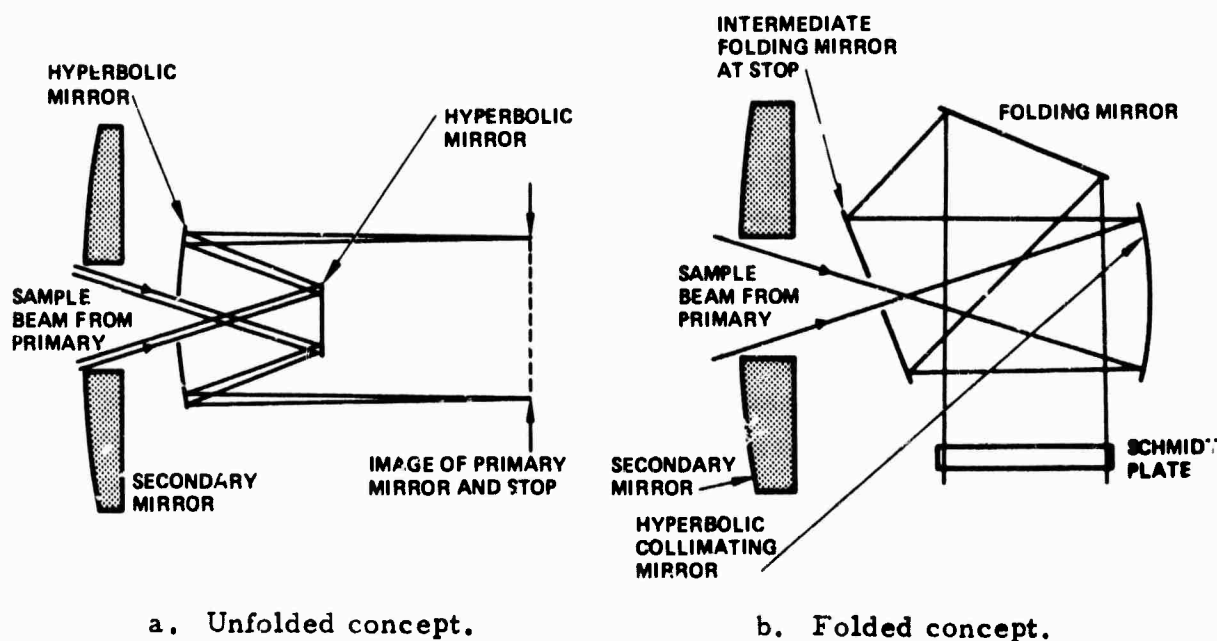 HYPERBOLIC
MIRROR
HYPERBOLIC
MIRROR
SAMPLE
BEAM FROM
PRIMARY
SECONDARY
MIRROR
IMAGE OF PRIMARY
MIRROR AND STOP
a. Unfolded concept.
INTERMEDIATE
FOLDING MIRROR
AT STOP
FOLDING MIRROR
SAMPLE
BEAM FROM
PRIMARY
SECONDARY
MIRROR
SCHMIDT
PLATE
HYPERBOLIC
COLLIMATING
MIRROR
b. Folded concept.